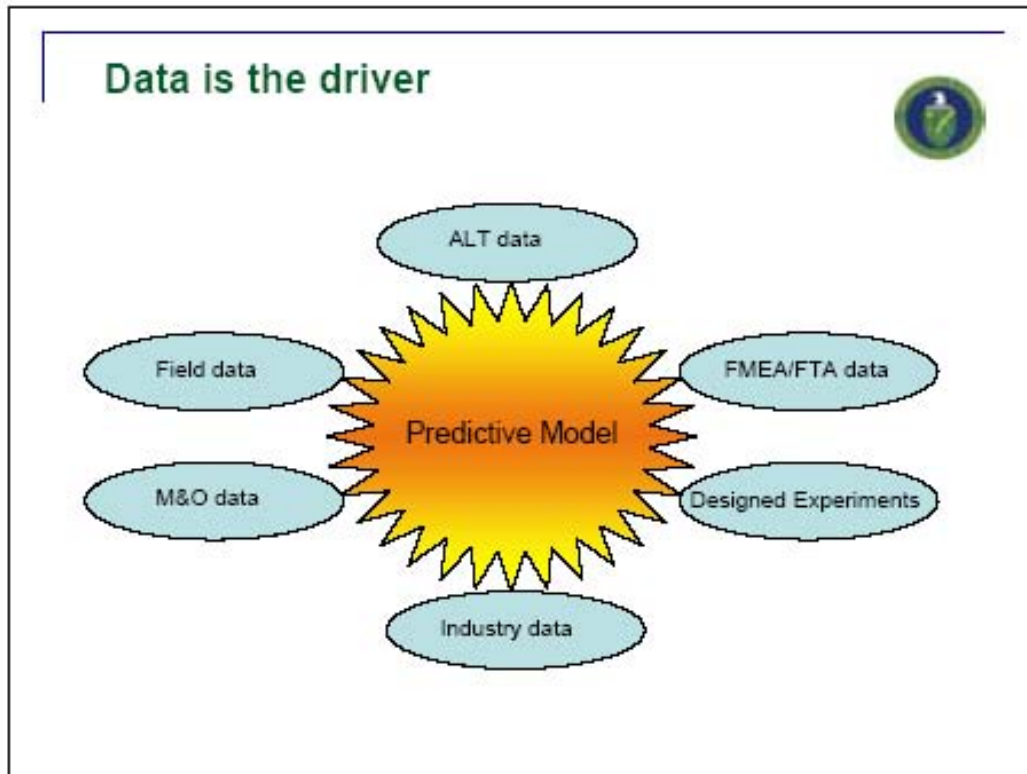 Data is the driver
ALT data
Field data
FMEA/FTA data
Predictive Model
M&O data
Designed Experiments
Industry data